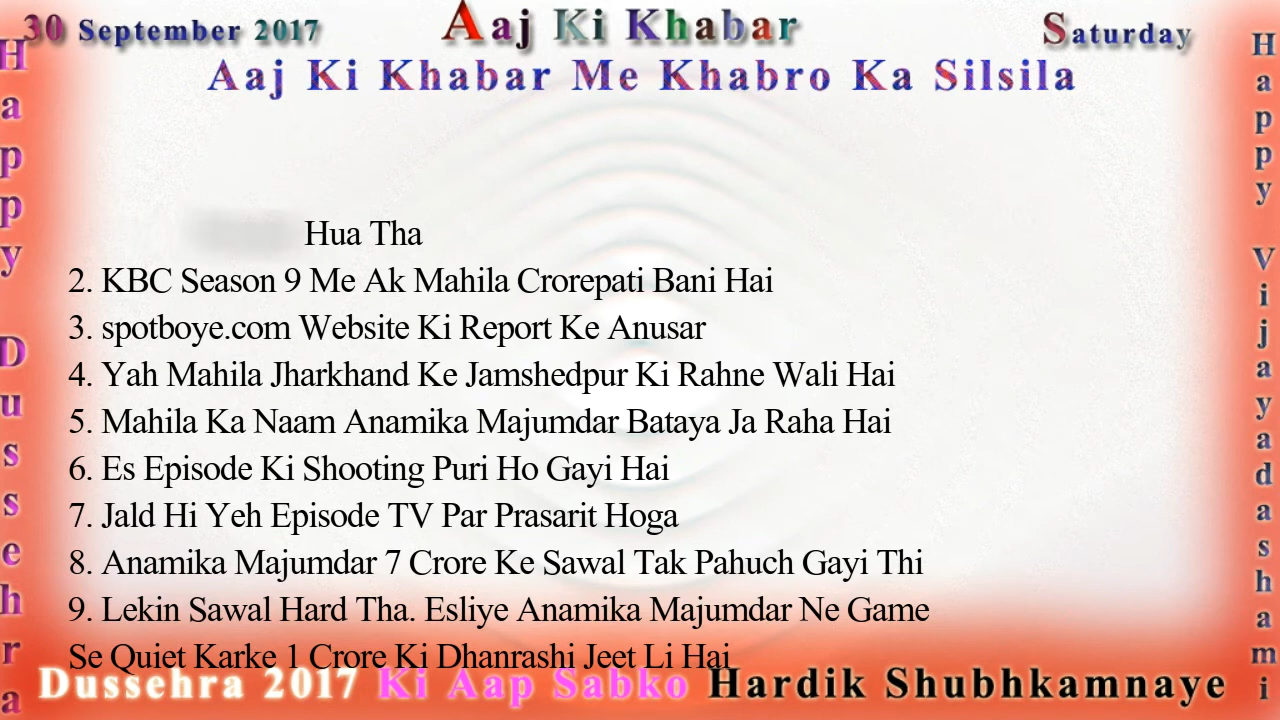 30 September 2017 Aaj Ki Khabar Saturday
Aaj Ki Khabar Me Khabro Ka Silsila
Hua Tha
2. KBC Season 9 Me Ak Mahila Crorepati Bani Hai
3. spotboye.com Website Ki Report Ke Anusar
4. Yah Mahila Jharkhand Ke Jamshedpur Ki Rahne Wali Hai
5. Mahila Ka Naam Anamika Majumdar Bataya Ja Raha Hai
6. Es Episode Ki Shooting Puri Ho Gayi Hai
7. Jald Hi Yeh Episode TV Par Prasarit Hoga
8. Anamika Majumdar 7 Crore Ke Sawal Tak Pahuch Gayi Thi
9. Lekin Sawal Hard Tha. Esliye Anamika Majumdar Ne Game
Se Quiet Karke 1 Crore Ki Dhanrashi Jeet Li Hai
Dussehra 2017 Ki Aap Sabko Hardik Shubhkamnaye
Happy Dussehra
Happy Vijayadashami